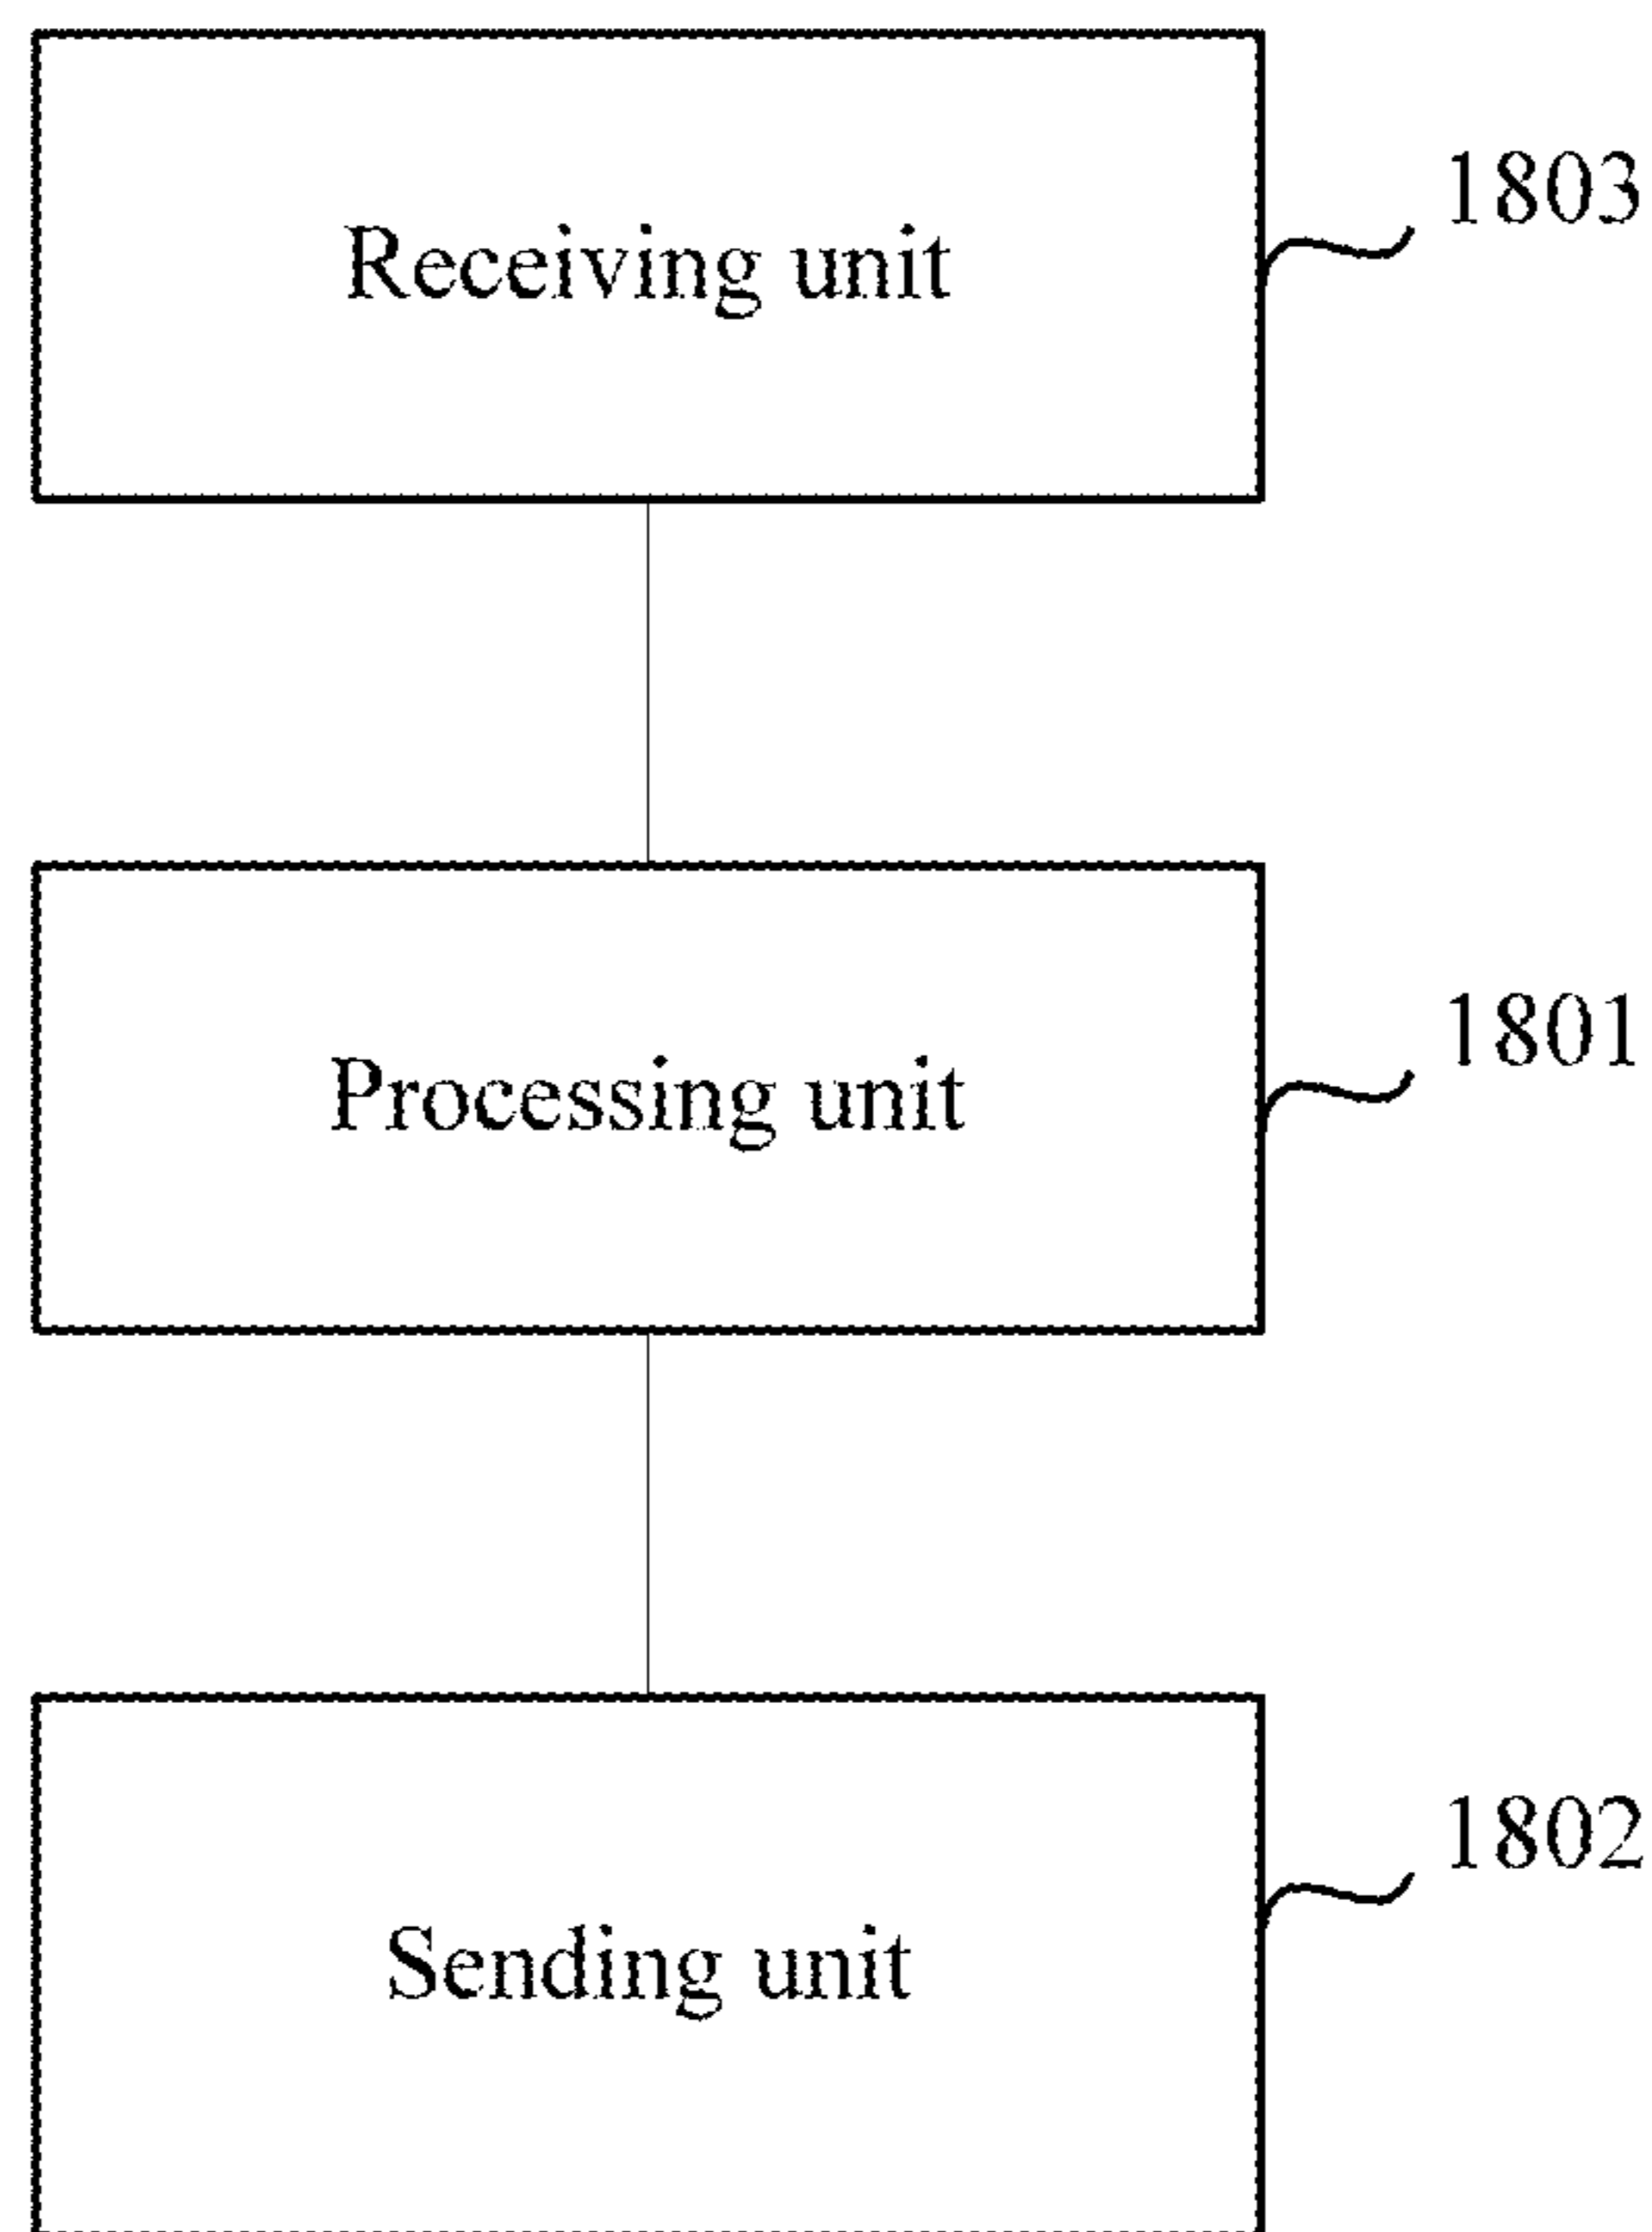 1803
Receiving unit
1801
Processing unit
1802
Sending unit